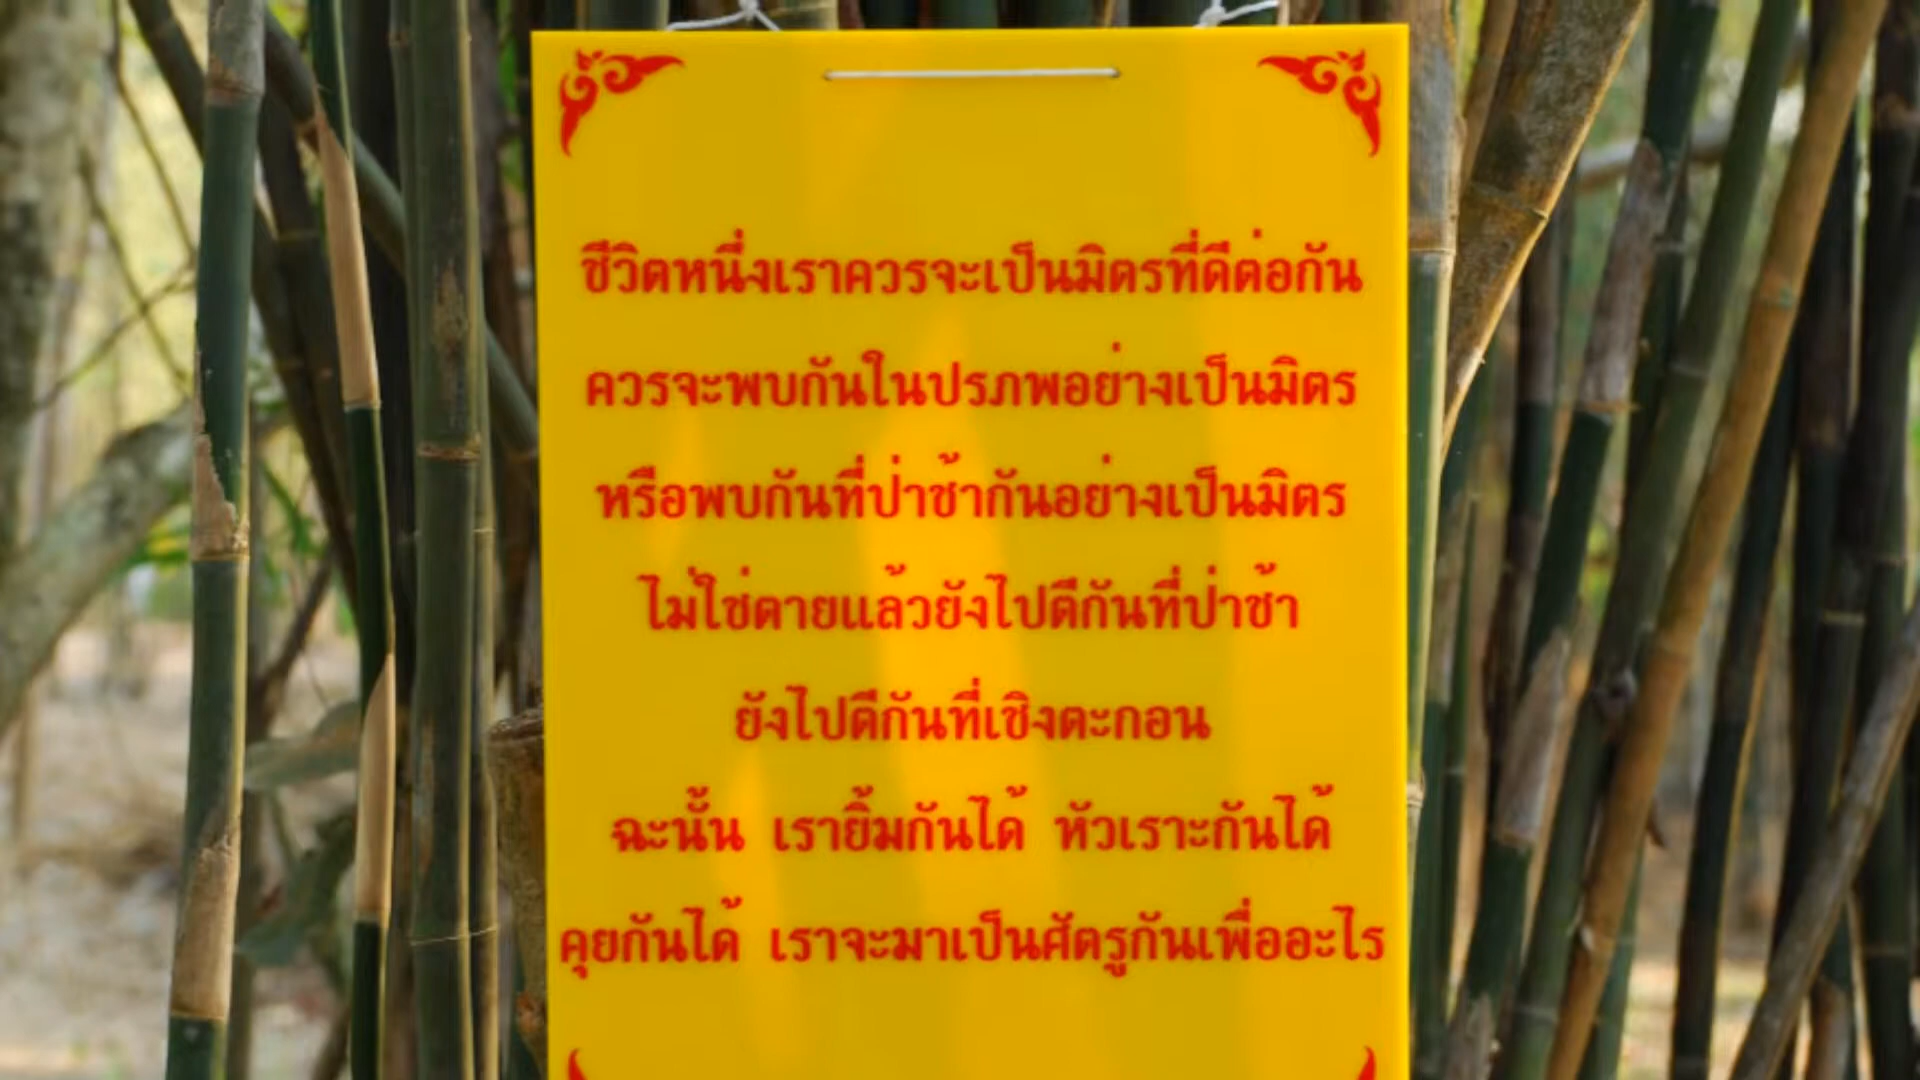 ชีวิตหนึ่งเราควรจะเป็นมิตรที่ดีต่อกัน
ควรจะพบกันในปรภพอย่างเป็นมิตร
หรือพบกันที่ป่าช้ากันอย่างเป็นมิตร
ไม่ใช่ตายแล้วยังไปตีกันที่ป่าช้า
ยังไปตีกันที่เชิงตะกอน
ฉะนั้น เรายิ้มกันได้ หัวเราะกันได้
คุยกันได้ เราจะมาเป็นศัตรูกันเพื่ออะไร